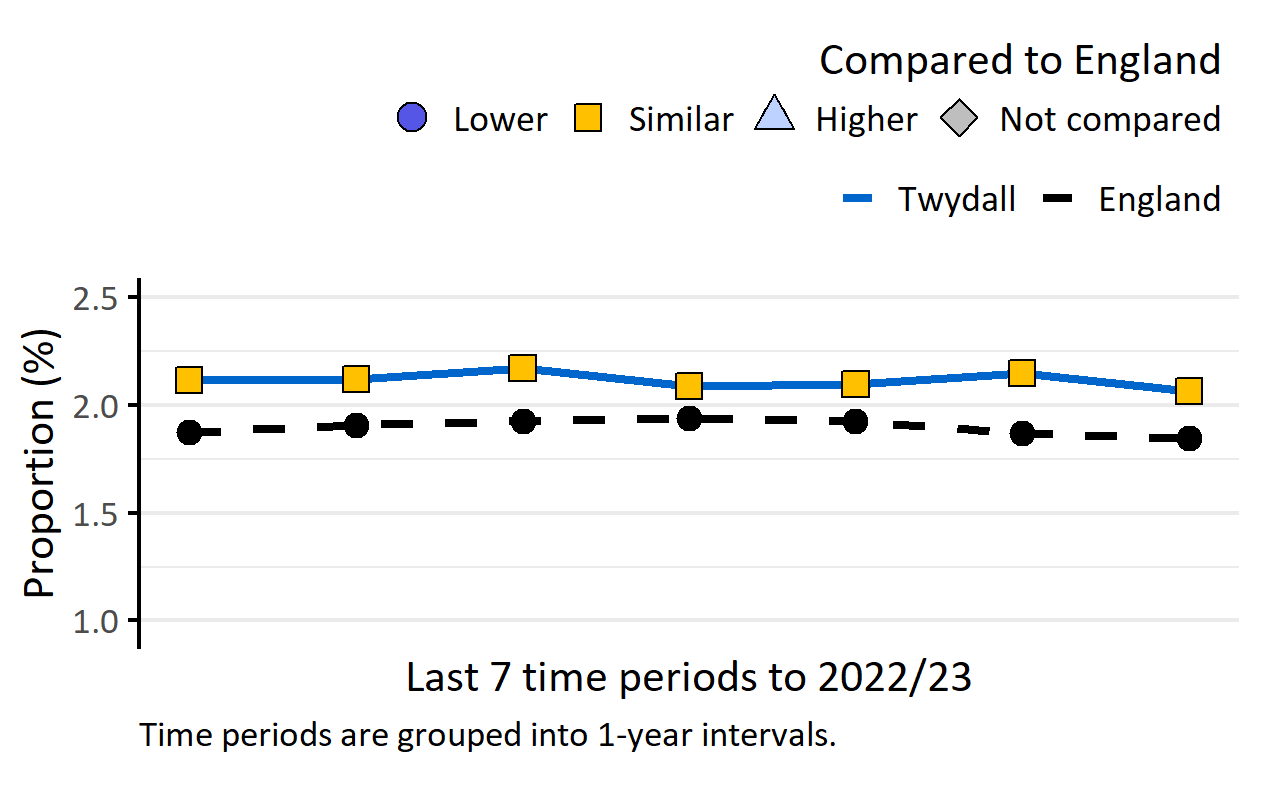 Compared to England
Lower Similar Higher Not compared
Twydall England
2.5
2.0
1.5
1.0
Proportion (%)
Last 7 time periods to 2022/23
Time periods are grouped into 1-year intervals.